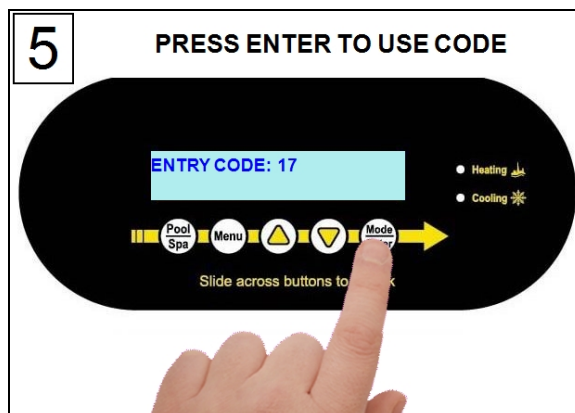 5
PRESS ENTER TO USE CODE
ENTRY CODE: 17
Heating
Cooling
Pool
Spa
Menu
Mode
Slide across buttons to